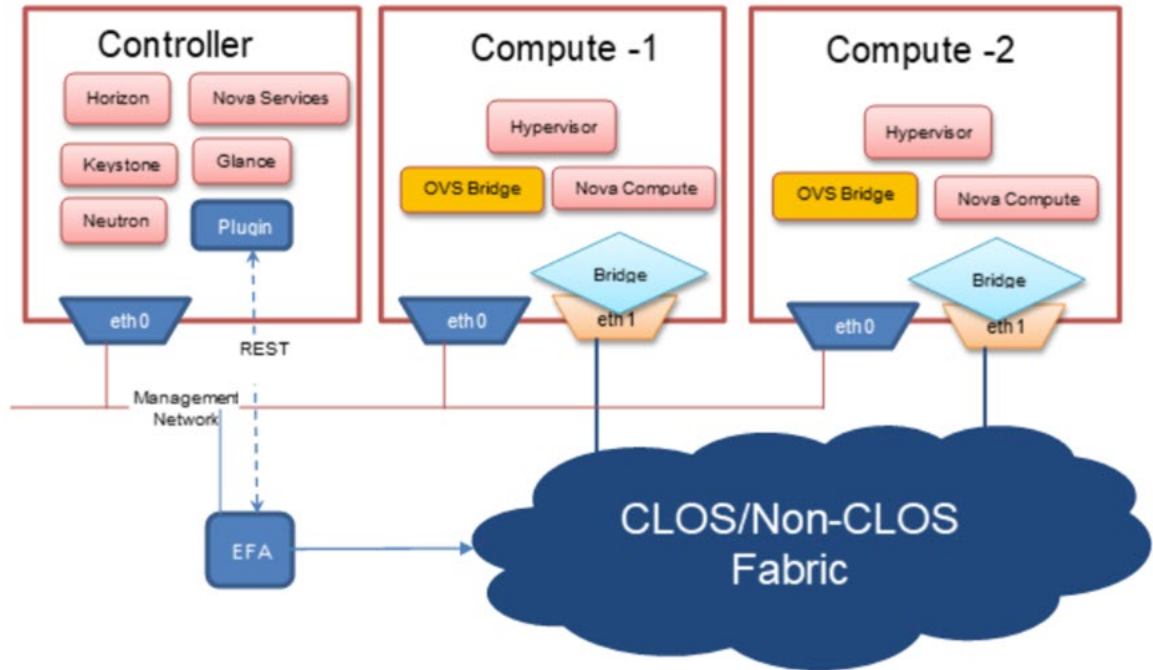 Controller
Horizon
Nova Services
Keystone
Glance
Neutron
Plugin
eth 0
Compute -1
Hypervisor
OVS Bridge
Nova Compute
Bridge
eth 0
eth 1
Compute -2
Hypervisor
OVS Bridge
Nova Compute
Bridge
eth 0
eth 1
REST
Management
Network
EFA
CLOS/Non-CLOS
Fabric